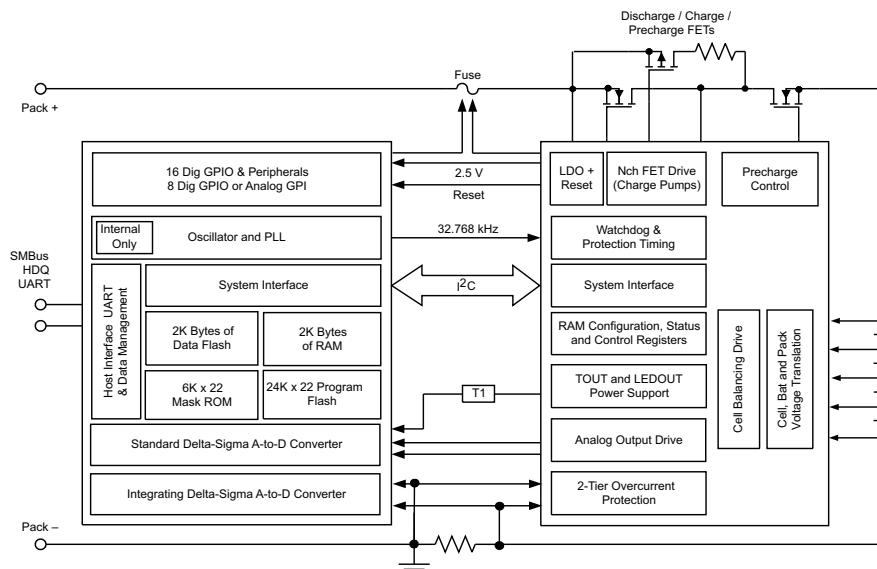 Discharge / Charge /
Precharge FETs
Fuse
Pack +
16 Dig GPIO & Peripherals
8 Dig GPIO or Analog GPI
2.5 V
Reset
LDO +
Reset
Nch FET Drive
(Charge Pumps)
Precharge
Control
Internal
Only
Oscillator and PLL
32.768 kHz
Watchdog &
Protection Timing
SMBus
HDQ
UART
Host Interface UART
& Data Management
System Interface
I2C
System Interface
2K Bytes of
Data Flash
2K Bytes
of RAM
RAM Configuration, Status
and Control Registers
6K x 22
Mask ROM
24K x 22 Program
Flash
T1
TOUT and LEDOUT
Power Support
Cell Balancing Drive
Cell, Bat and Pack
Voltage Translation
Standard Delta-Sigma A-to-D Converter
Analog Output Drive
Integrating Delta-Sigma A-to-D Converter
2-Tier Overcurrent
Protection
Pack –